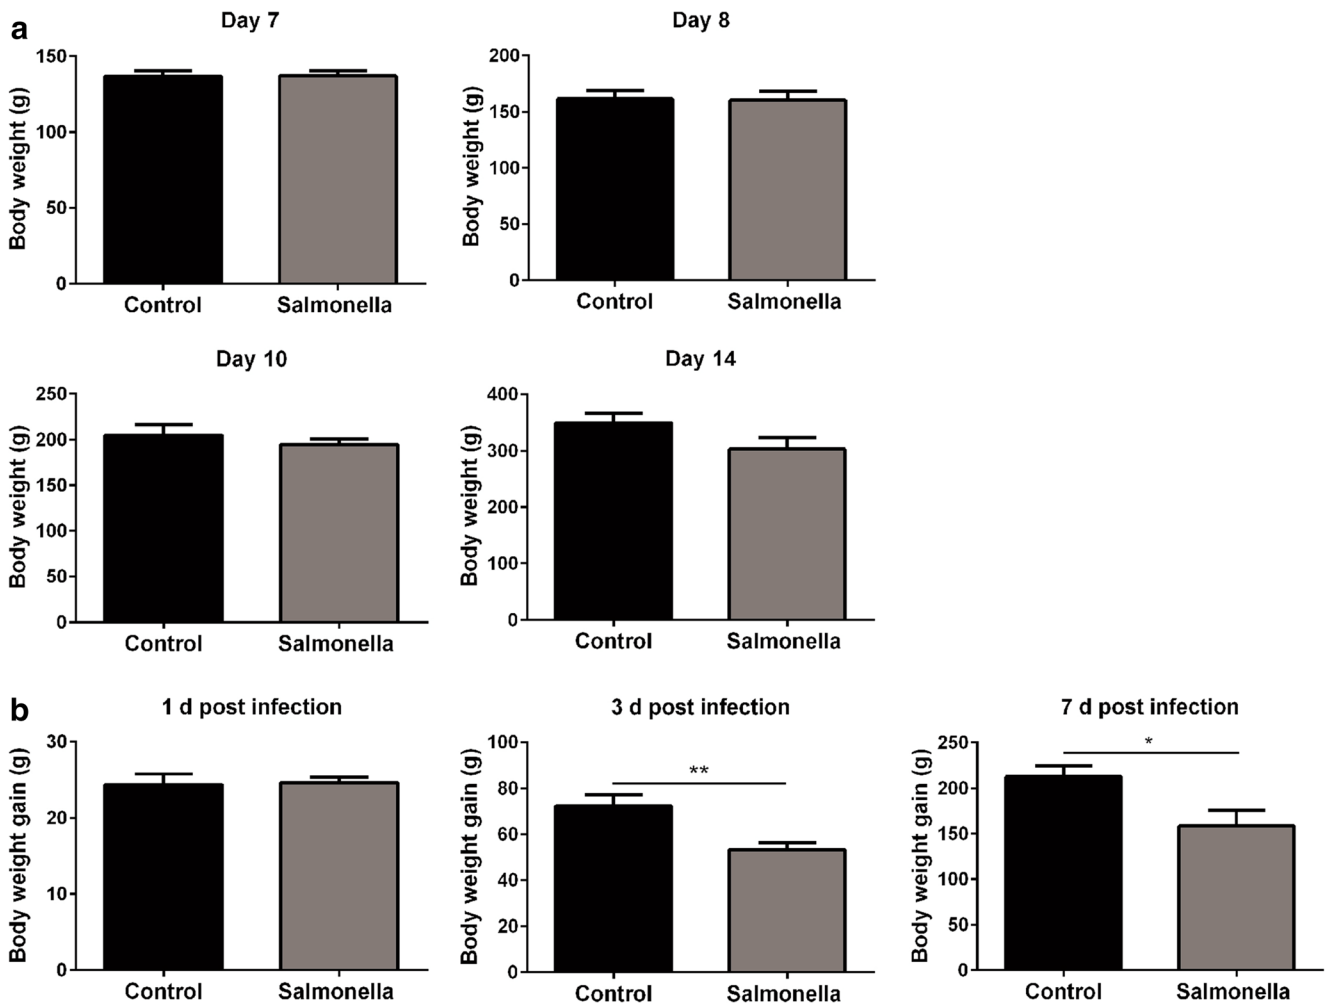 a
Day 7
Body weight (g)
150
100
50
0
Control Salmonella
Day 8
Body weight (g)
200
150
100
50
0
Control Salmonella
Day 10
Body weight (g)
250
200
150
100
50
0
Control Salmonella
Day 14
Body weight (g)
400
300
200
100
0
Control Salmonella
b
1 d post infection
Body weight gain (g)
30
20
10
0
Control Salmonella
3 d post infection
Body weight gain (g)
100
80
60
40
20
0
**
Control Salmonella
7 d post infection
Body weight gain (g)
250
200
150
100
50
0
*
Control Salmonella